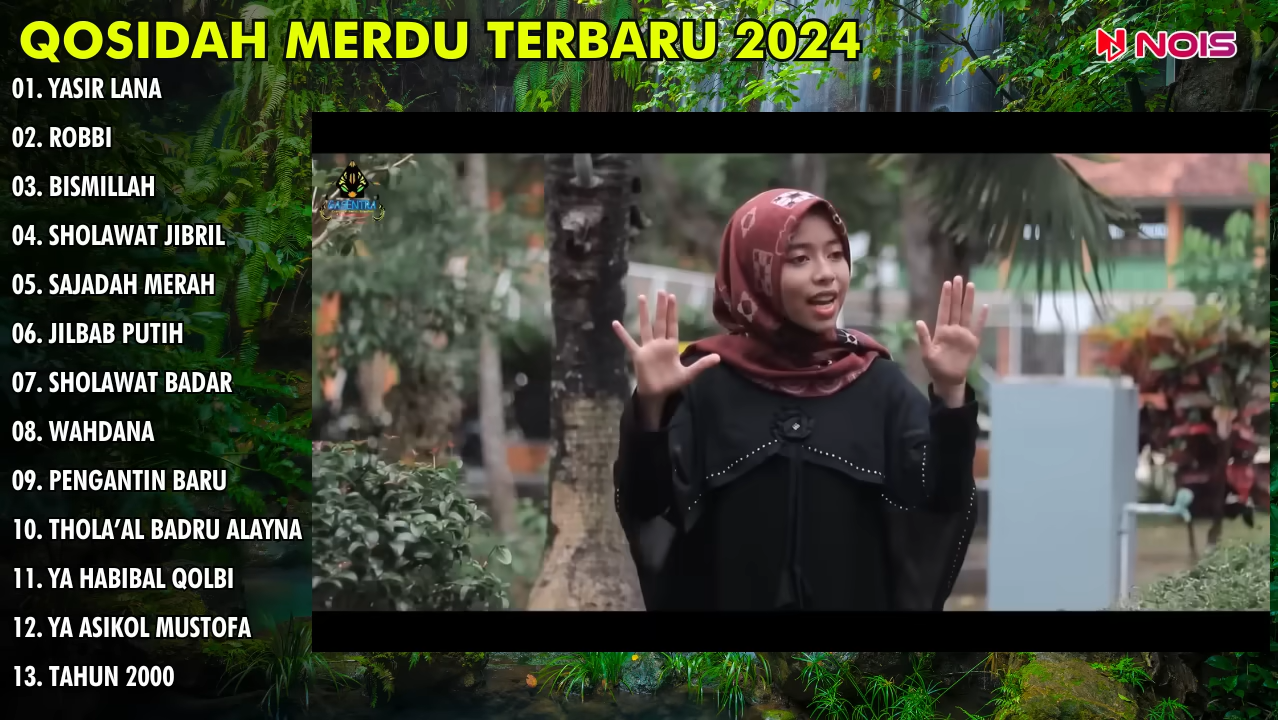 QOSIDAH MERDU TERBARU 2024
NOIS
01. YASIR LANA
02. ROBBI
03. BISMILLAH
04. SHOLAWAT JIBRIL
05. SAJADAH MERAH
06. JILBAB PUTIH
07. SHOLAWAT BADAR
08. WAHDANA
09. PENGANTIN BARU
10. THOLA’AL BADRU ALAYNA
11. YA HABIBAL QOLBI
12. YA ASIKOL MUSTOFA
13. TAHUN 2000